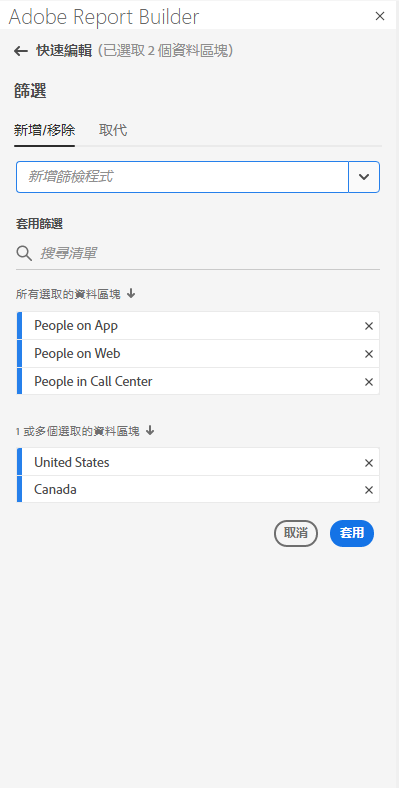 Adobe Report Builder
快速編輯 (已選取 2 個資料區塊)
篩選
新增/移除 取代
新增篩檢程式
套用篩選
搜尋清單
所有選取的資料區塊
People on App
People on Web
People in Call Center
1 或多個選取的資料區塊
United States
Canada
取消 套用